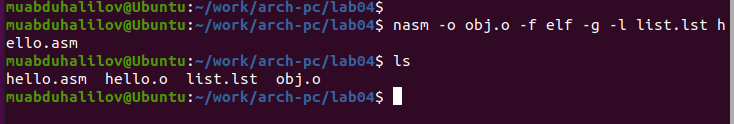 muabduhalilov@Ubuntu:~/work/arch-pc/lab04$
muabduhalilov@Ubuntu:~/work/arch-pc/lab04$ nasm -o obj.o -f elf -g -l list.lst h
ello.asm
muabduhalilov@Ubuntu:~/work/arch-pc/lab04$ ls
hello.asm  hello.o  list.lst  obj.o
muabduhalilov@Ubuntu:~/work/arch-pc/lab04$